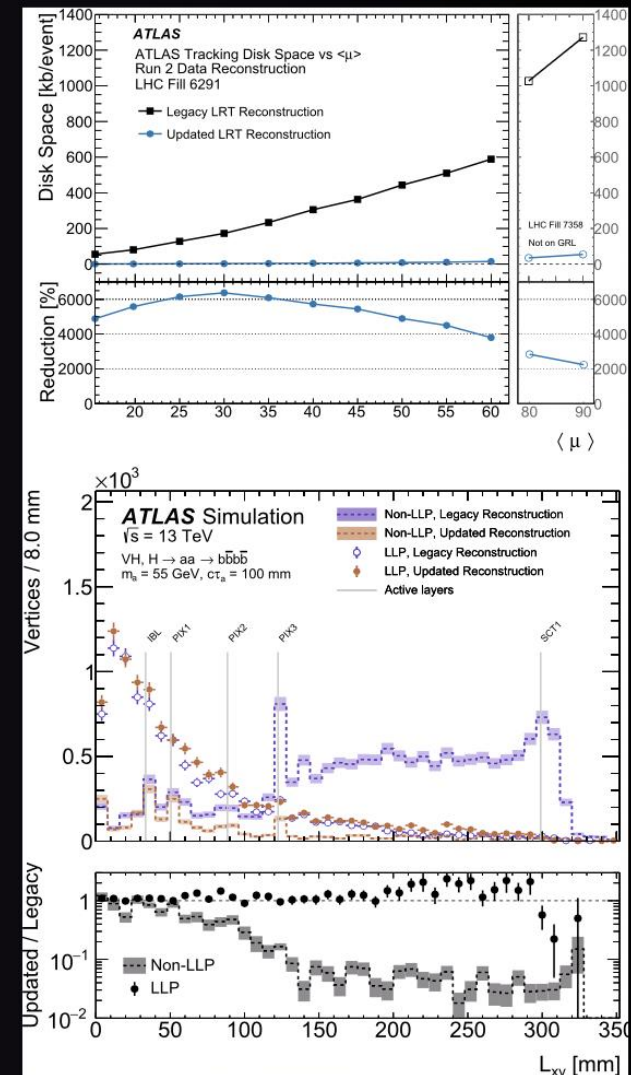 ATLAS
ATLAS Tracking Disk Space vs <μ>
Run 2 Data Reconstruction
LHC Fill 6291
Legacy LRT Reconstruction
Updated LRT Reconstruction
Disk Space [kb/event]
1400
1200
1000
800
600
400
200
0
1400
1200
1000
800
600
400
200
0
LHC Fill 7358
Not on GRL
Reduction [%]
6000
4000
2000
0
6000
4000
2000
0
20 25 30 35 40 45 50 55 60
80 90
⟨ μ ⟩
×10³
Vertices / 8.0 mm
2
1.5
1
0.5
0
ATLAS Simulation
√s = 13 TeV
VH, H → aa → bb̅bb̅
mₐ = 55 GeV, cτₐ = 100 mm
Non-LLP, Legacy Reconstruction
Non-LLP, Updated Reconstruction
LLP, Legacy Reconstruction
LLP, Updated Reconstruction
Active layers
IBL
PIX1
PIX2
PIX3
SCT1
Updated / Legacy
1
10⁻¹
10⁻²
Non-LLP
LLP
0 50 100 150 200 250 300 350
Lxy [mm]